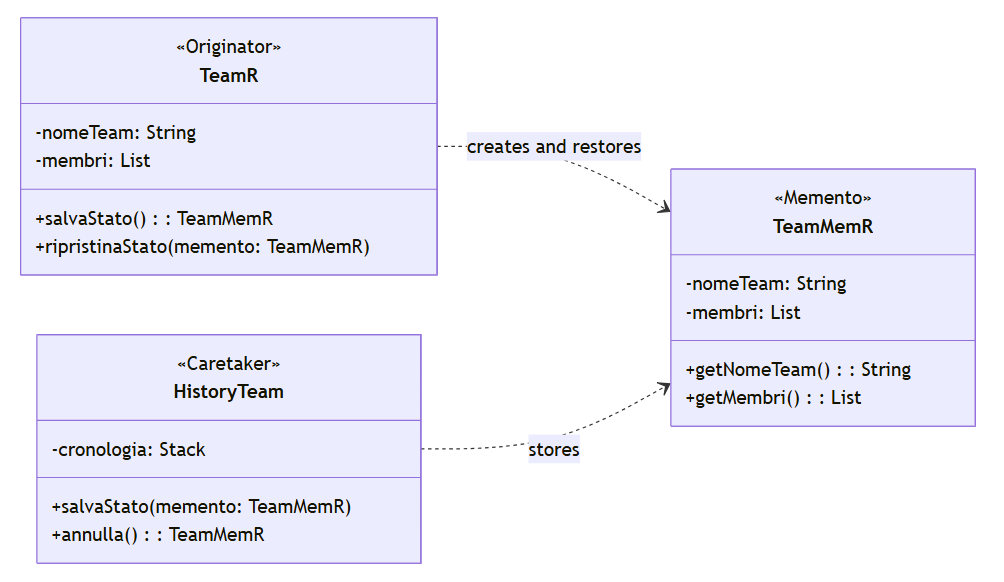 «Originator»
TeamR
-nomeTeam: String
-membri: List
+salvaStato() : : TeamMemR
+ripristinaStato(memento: TeamMemR)
creates and restores
«Memento»
TeamMemR
-nomeTeam: String
-membri: List
+getNomeTeam() : : String
+getMembri() : : List
«Caretaker»
HistoryTeam
-cronologia: Stack
+salvaStato(memento: TeamMemR)
+annulla() : : TeamMemR
stores